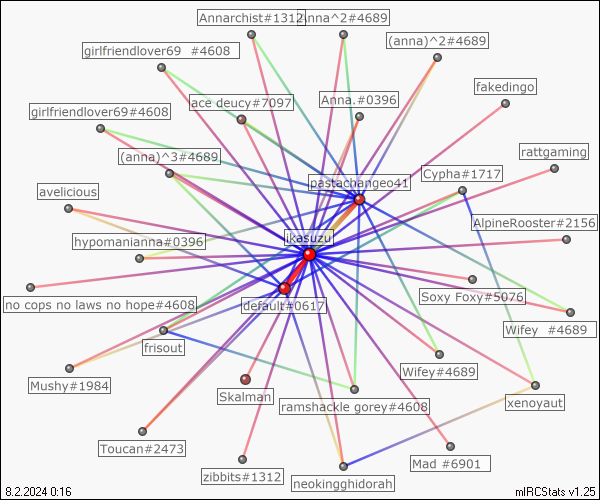 Annarchist#1312
Anna^2#4689
(anna)^2#4689
girlfriendlover69 #4608
fakedingo
ace deucy#7097
Anna.#0396
girlfriendlover69#4608
rattgaming
(anna)^3#4689
pastachangeo41
Cypha#1717
avelicious
AlpineRooster#2156
ikasuzu
hypomanianna#0396
Soxy Foxy#5076
no cops no laws no hope#4608
default#0617
Wifey #4689
frisout
Wifey#4689
Mushy#1984
Skalman
ramshackle gorey#4608
xenoyaut
Toucan#2473
zibbits#1312
neokingghidorah
Mad #6901
8.2.2024 0:16
mIRCStats v1.25